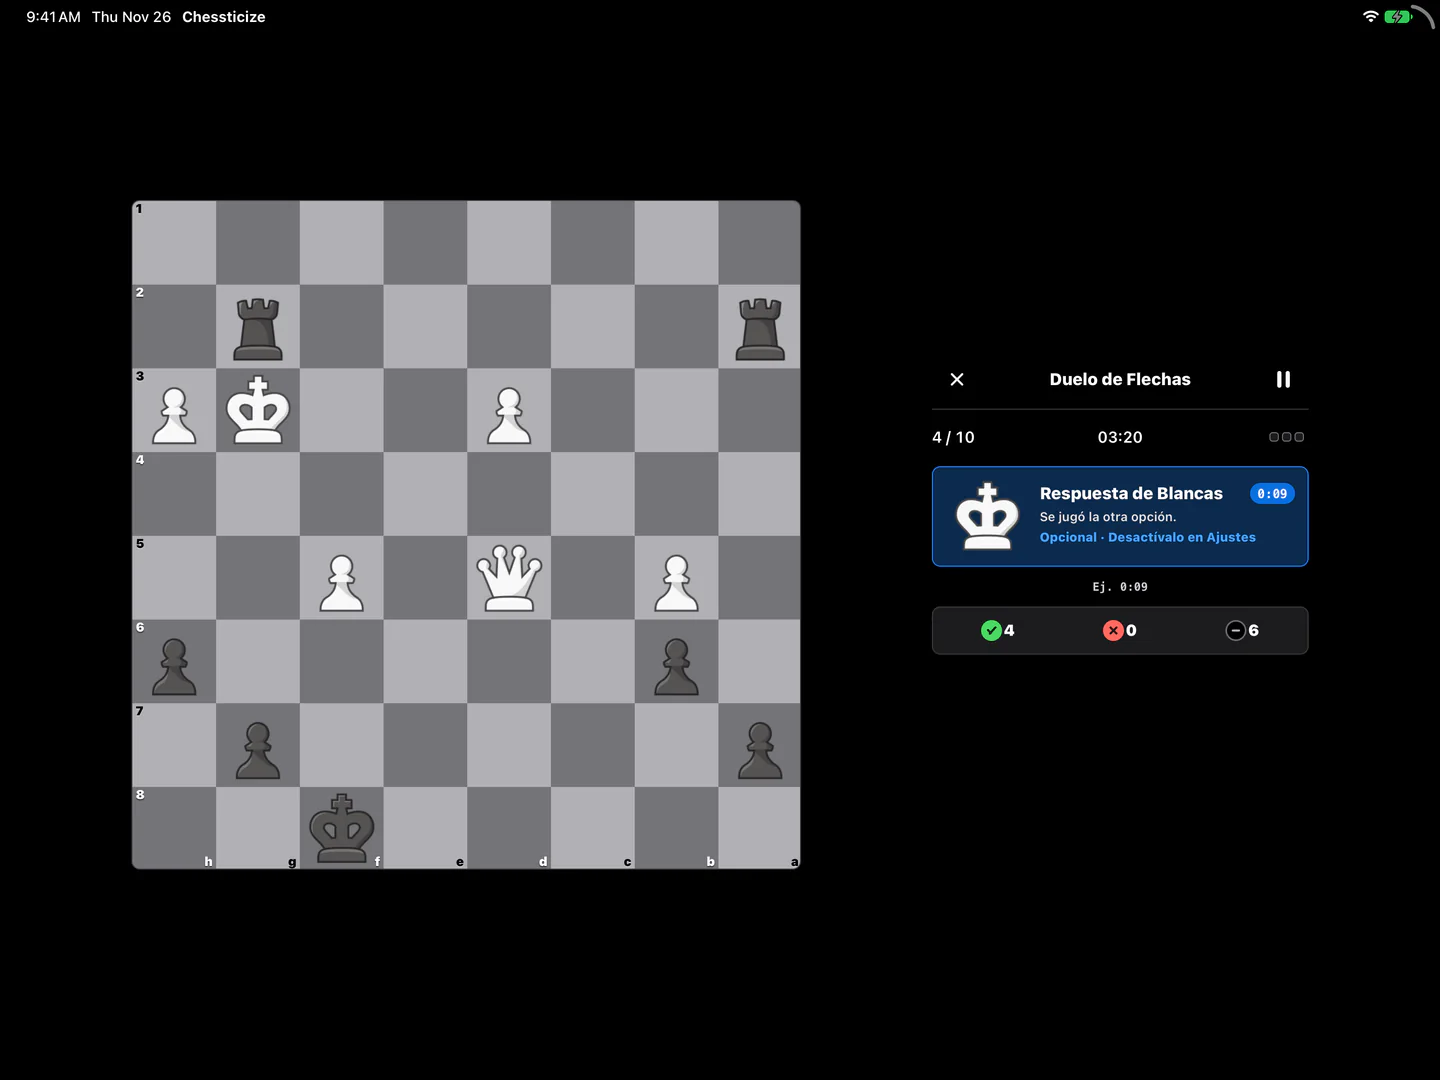 9:41 AM Thu Nov 26 Chessticize
1
2
3
4
5
6
7
8
h g f e d c b a
Duelo de Flechas
4 / 10 03:20
Respuesta de Blancas 0:09
Se jugó la otra opción.
Opcional · Desactívalo en Ajustes
Ej. 0:09
4 0 6